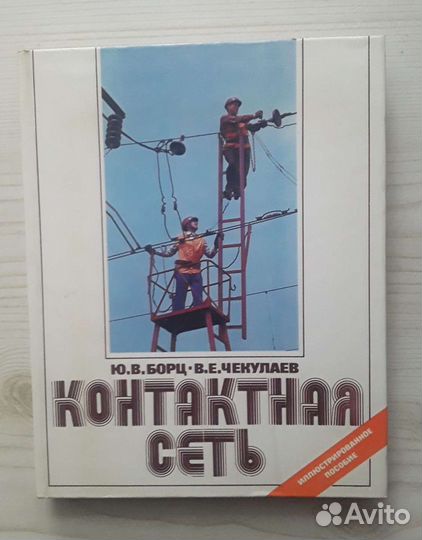 Ю.В.БОРЦ·В.Е.ЧЕКУЛАЕВ
КОНТАКТНАЯ
СЕТЬ
ИЛЛЮСТРИРОВАННОЕ
ПОСОБИЕ
Avito